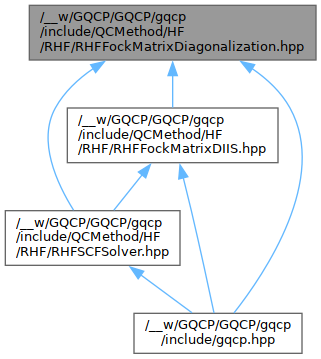 /__w/GQCP/GQCP/gqcp
/include/QCMethod/HF
/RHF/RHFFockMatrixDiagonalization.hpp
/__w/GQCP/GQCP/gqcp
/include/QCMethod/HF
/RHF/RHFFockMatrixDIIS.hpp
/__w/GQCP/GQCP/gqcp
/include/QCMethod/HF
/RHF/RHFSCFSolver.hpp
/__w/GQCP/GQCP/gqcp
/include/gqcp.hpp